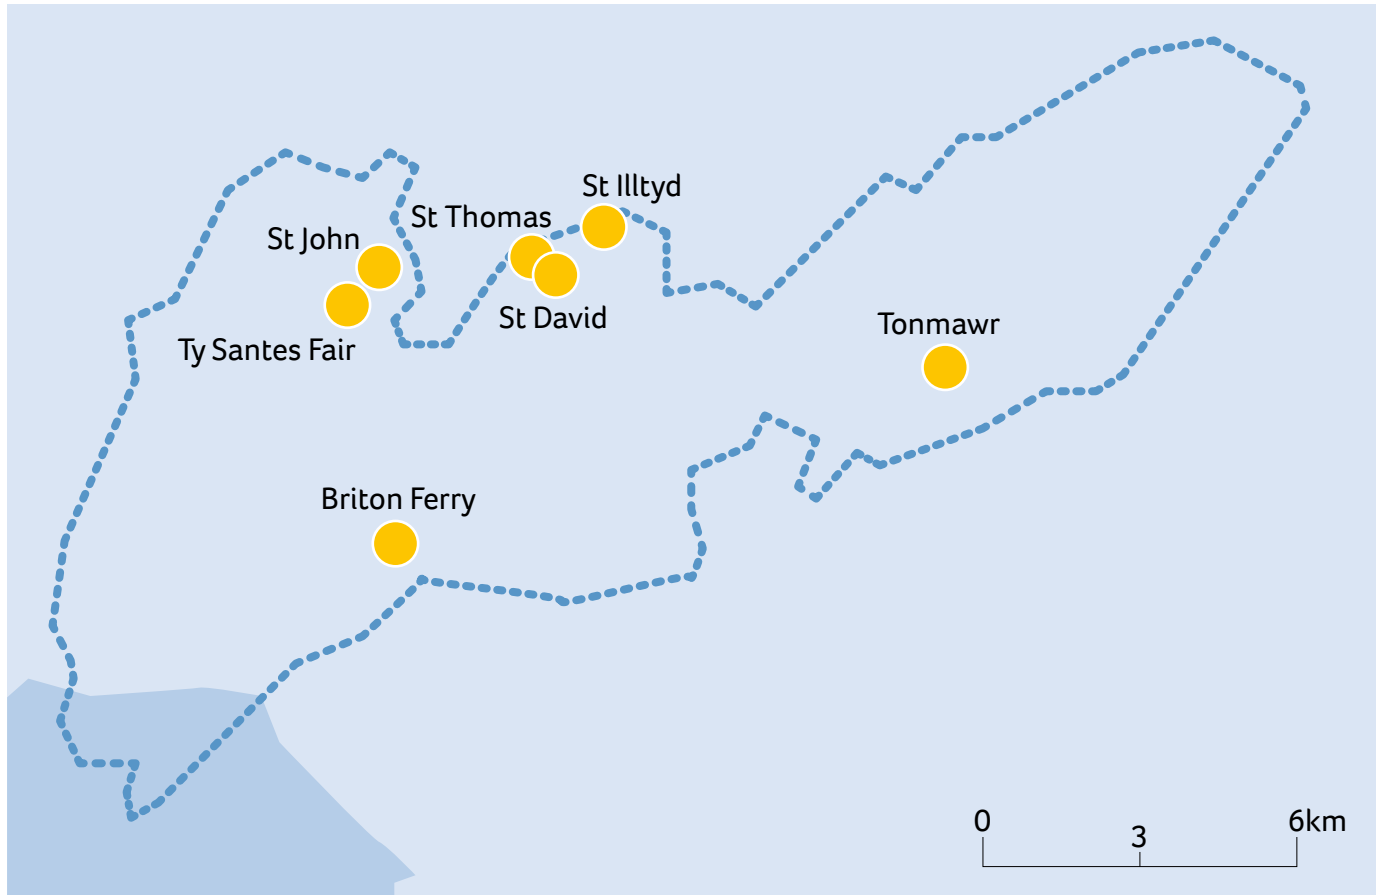 St Illtyd
St Thomas
St John
St David
Ty Santes Fair
Tonmawr
Briton Ferry
0
3
6km